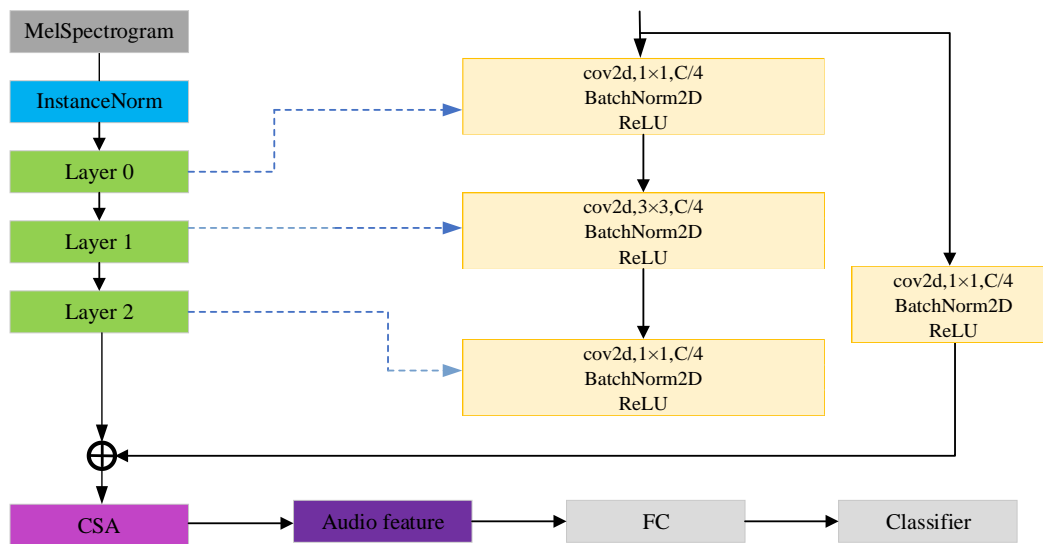 MelSpectrogram
InstanceNorm
Layer 0
Layer 1
Layer 2
cov2d,1×1,C/4
BatchNorm2D
ReLU
cov2d,3×3,C/4
BatchNorm2D
ReLU
cov2d,1×1,C/4
BatchNorm2D
ReLU
cov2d,1×1,C/4
BatchNorm2D
ReLU
CSA
Audio feature
FC
Classifier